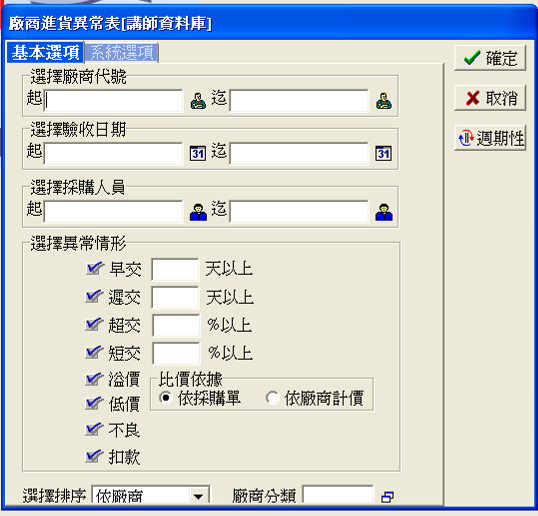 廠商進貨異常表[講師資料庫]
基本選項 系統選項
確定
取消
週期性
選擇廠商代號
起 迄
選擇驗收日期
起 31 迄 31
選擇採購人員
起 迄
選擇異常情形
早交 天以上
遲交 天以上
超交 %以上
短交 %以上
溢價 比價依據
低價 依採購單 依廠商計價
不良
扣款
選擇排序 依廠商 廠商分類